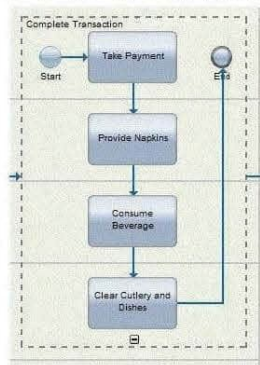 Complete Transaction
Start
Take Payment
End
Provide Napkins
Consume
Beverage
Clear Cutlery and
Dishes